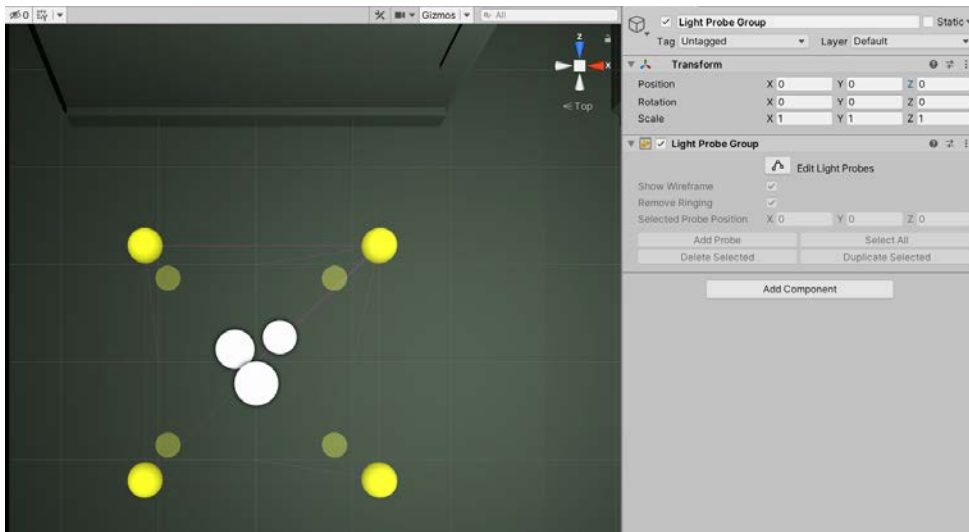 0 Gizmos All
z
x
Top
Light Probe Group Static
Tag Untagged Layer Default
Transform
Position X 0 Y 0 Z 0
Rotation X 0 Y 0 Z 0
Scale X 1 Y 1 Z 1
Light Probe Group
Edit Light Probes
Show Wireframe
Remove Ringing
Selected Probe Position X 0 Y 0 Z 0
Add Probe Select All
Delete Selected Duplicate Selected
Add Component